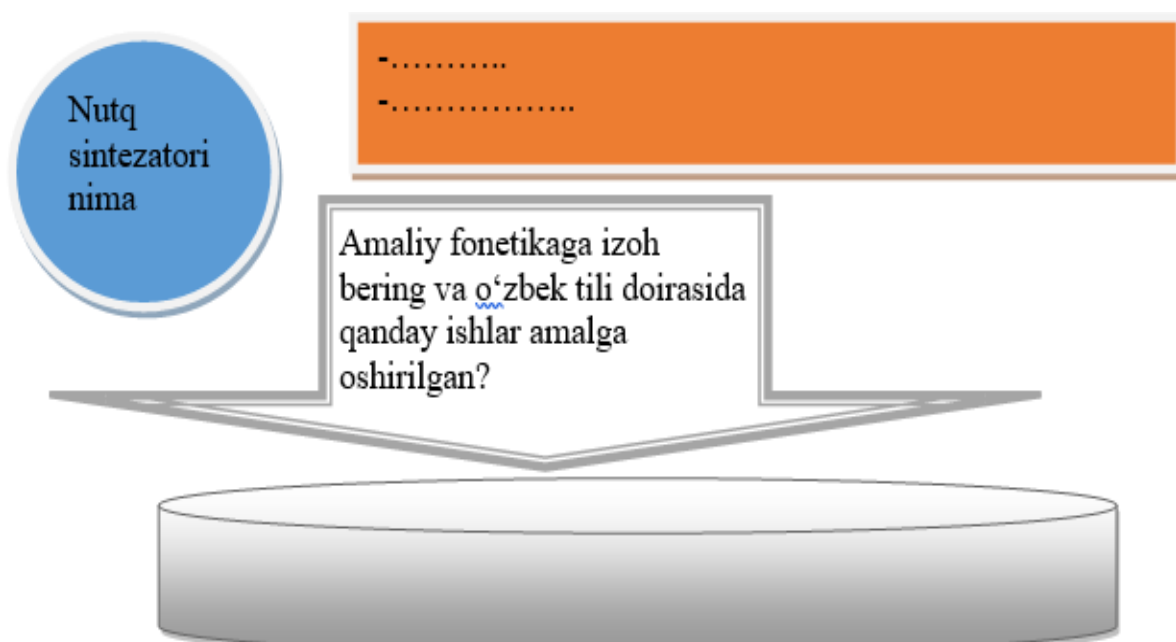 Nutq
sintezatori
nima
-………..
-……………..
Amaliy fonetikaga izoh
bering va o‘zbek tili doirasida
qanday ishlar amalga
oshirilgan?